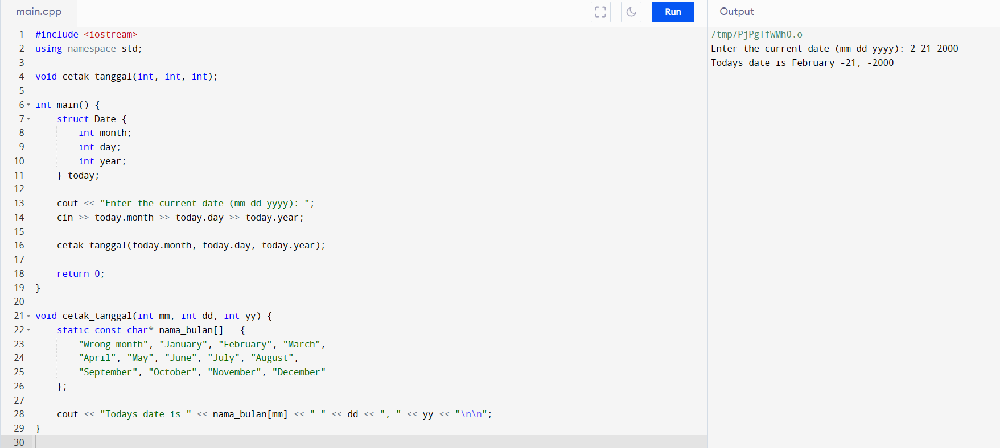 main.cpp
Run
Output
1 #include <iostream>
2 using namespace std;
3
4 void cetak_tanggal(int, int, int);
5
6 int main() {
7     struct Date {
8         int month;
9         int day;
10         int year;
11     } today;
12
13     cout << "Enter the current date (mm-dd-yyyy): ";
14     cin >> today.month >> today.day >> today.year;
15
16     cetak_tanggal(today.month, today.day, today.year);
17
18     return 0;
19 }
20
21 void cetak_tanggal(int mm, int dd, int yy) {
22     static const char* nama_bulan[] = {
23         "Wrong month", "January", "February", "March",
24         "April", "May", "June", "July", "August",
25         "September", "October", "November", "December"
26     };
27
28     cout << "Todays date is " << nama_bulan[mm] << " " << dd << ", " << yy << "\n\n";
29 }
30
/tmp/PjPgTfWMhO.o
Enter the current date (mm-dd-yyyy): 2-21-2000
Todays date is February -21, -2000